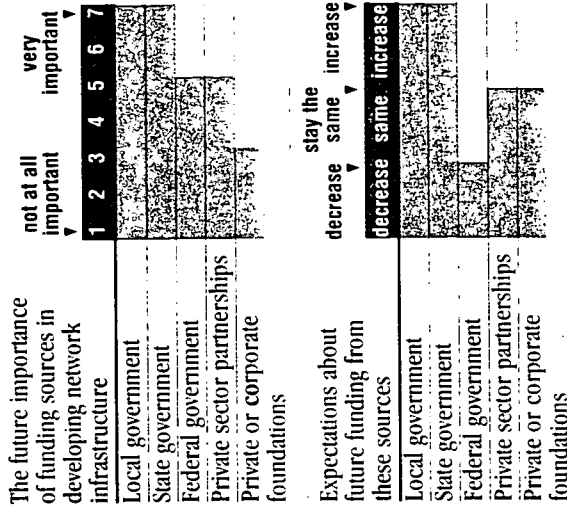 The future importance
of funding sources in
developing network
infrastructure
not at all
important
very
important
1 2 3 4 5 6 7
Local government
State government
Federal government
Private sector partnerships
Private or corporate
foundations
Expectations about
future funding from
these sources
decrease
stay the
same
increase
decrease same increase
Local government
State government
Federal government
Private sector partnerships
Private or corporate
foundations